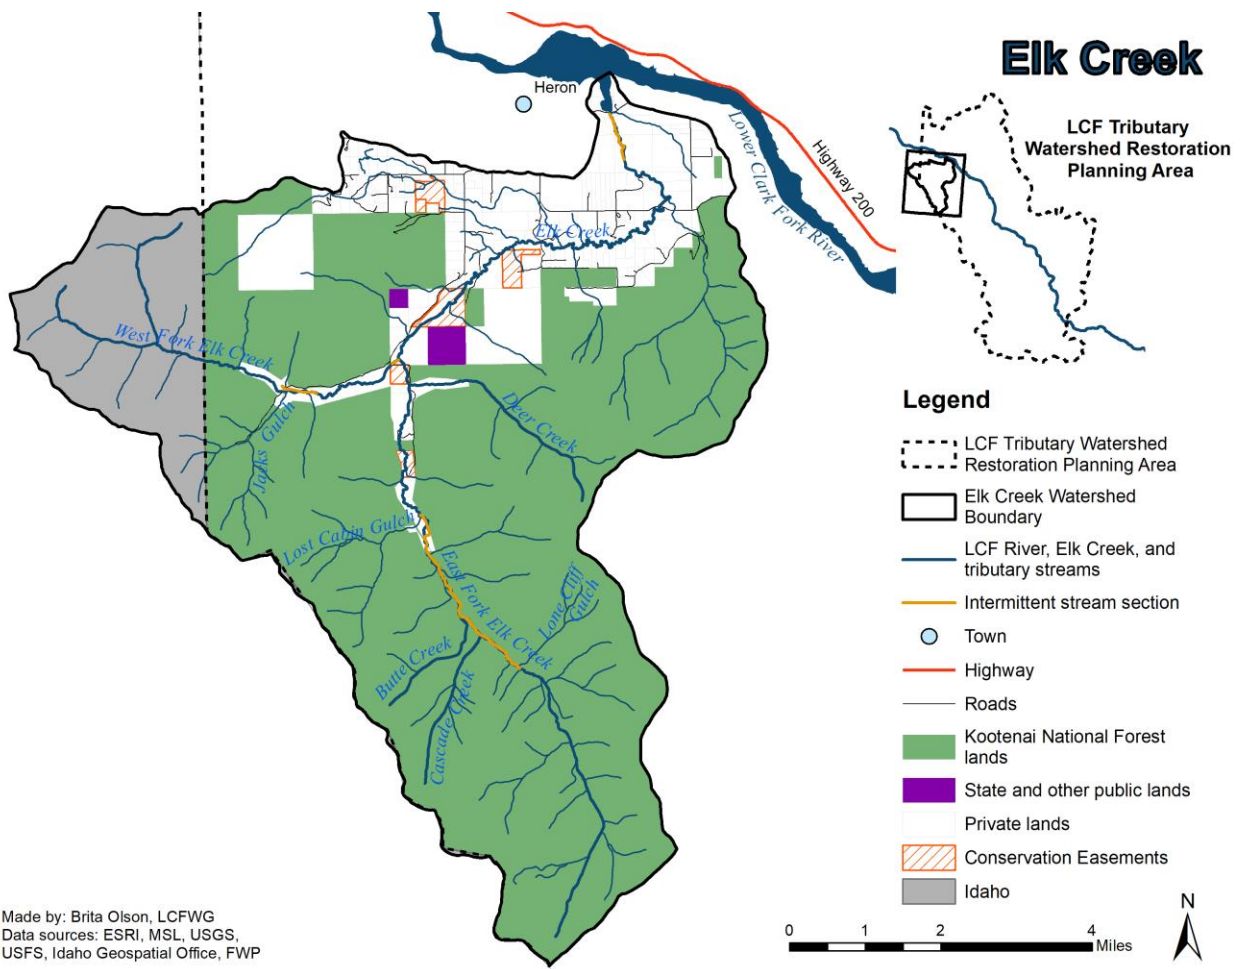 Elk Creek
LCF Tributary
Watershed Restoration
Planning Area
Heron
Lower Clark Fork River
Highway 200
Elk Creek
West Fork Elk Creek
Jacks Gulch
Deer Creek
Lost Cabin Gulch
East Fork Elk Creek
Lone Cliff
Gulch
Butte Creek
Cascade Creek
Legend
LCF Tributary Watershed
Restoration Planning Area
Elk Creek Watershed
Boundary
LCF River, Elk Creek, and
tributary streams
Intermittent stream section
Town
Highway
Roads
Kootenai National Forest
lands
State and other public lands
Private lands
Conservation Easements
Idaho
N
0 1 2 4
Miles
Made by: Brita Olson, LCFWG
Data sources: ESRI, MSL, USGS,
USFS, Idaho Geospatial Office, FWP